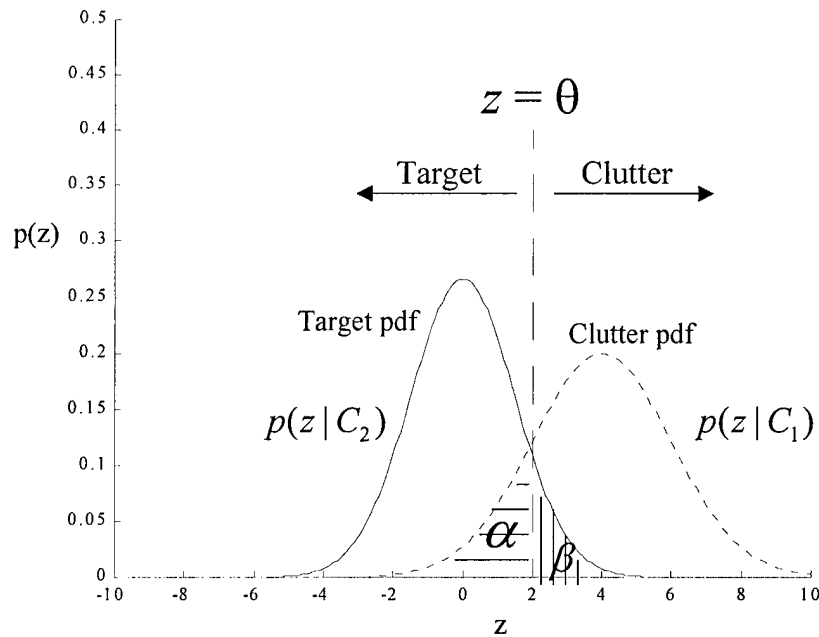 0.5
0.45
z = θ
0.4
0.35
Target Clutter
p(z) 0.3
0.25
Target pdf Clutter pdf
0.2
0.15
p(z | C₂) p(z | C₁)
0.1
0.05
α β
0
-10 -8 -6 -4 -2 0 2 4 6 8 10
z